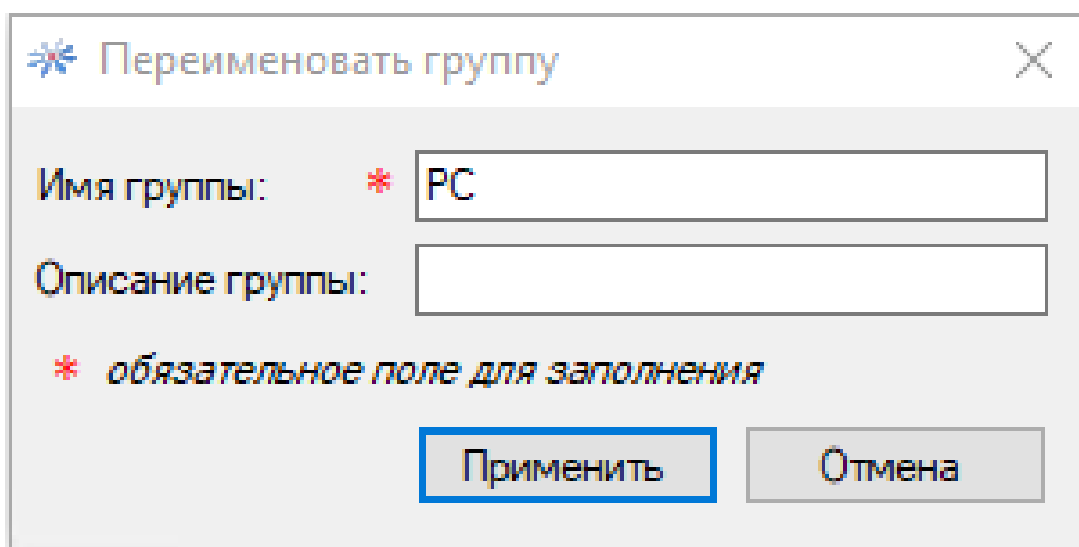 Переименовать группу
Имя группы: * PC
Описание группы:
* обязательное поле для заполнения
Применить Отмена